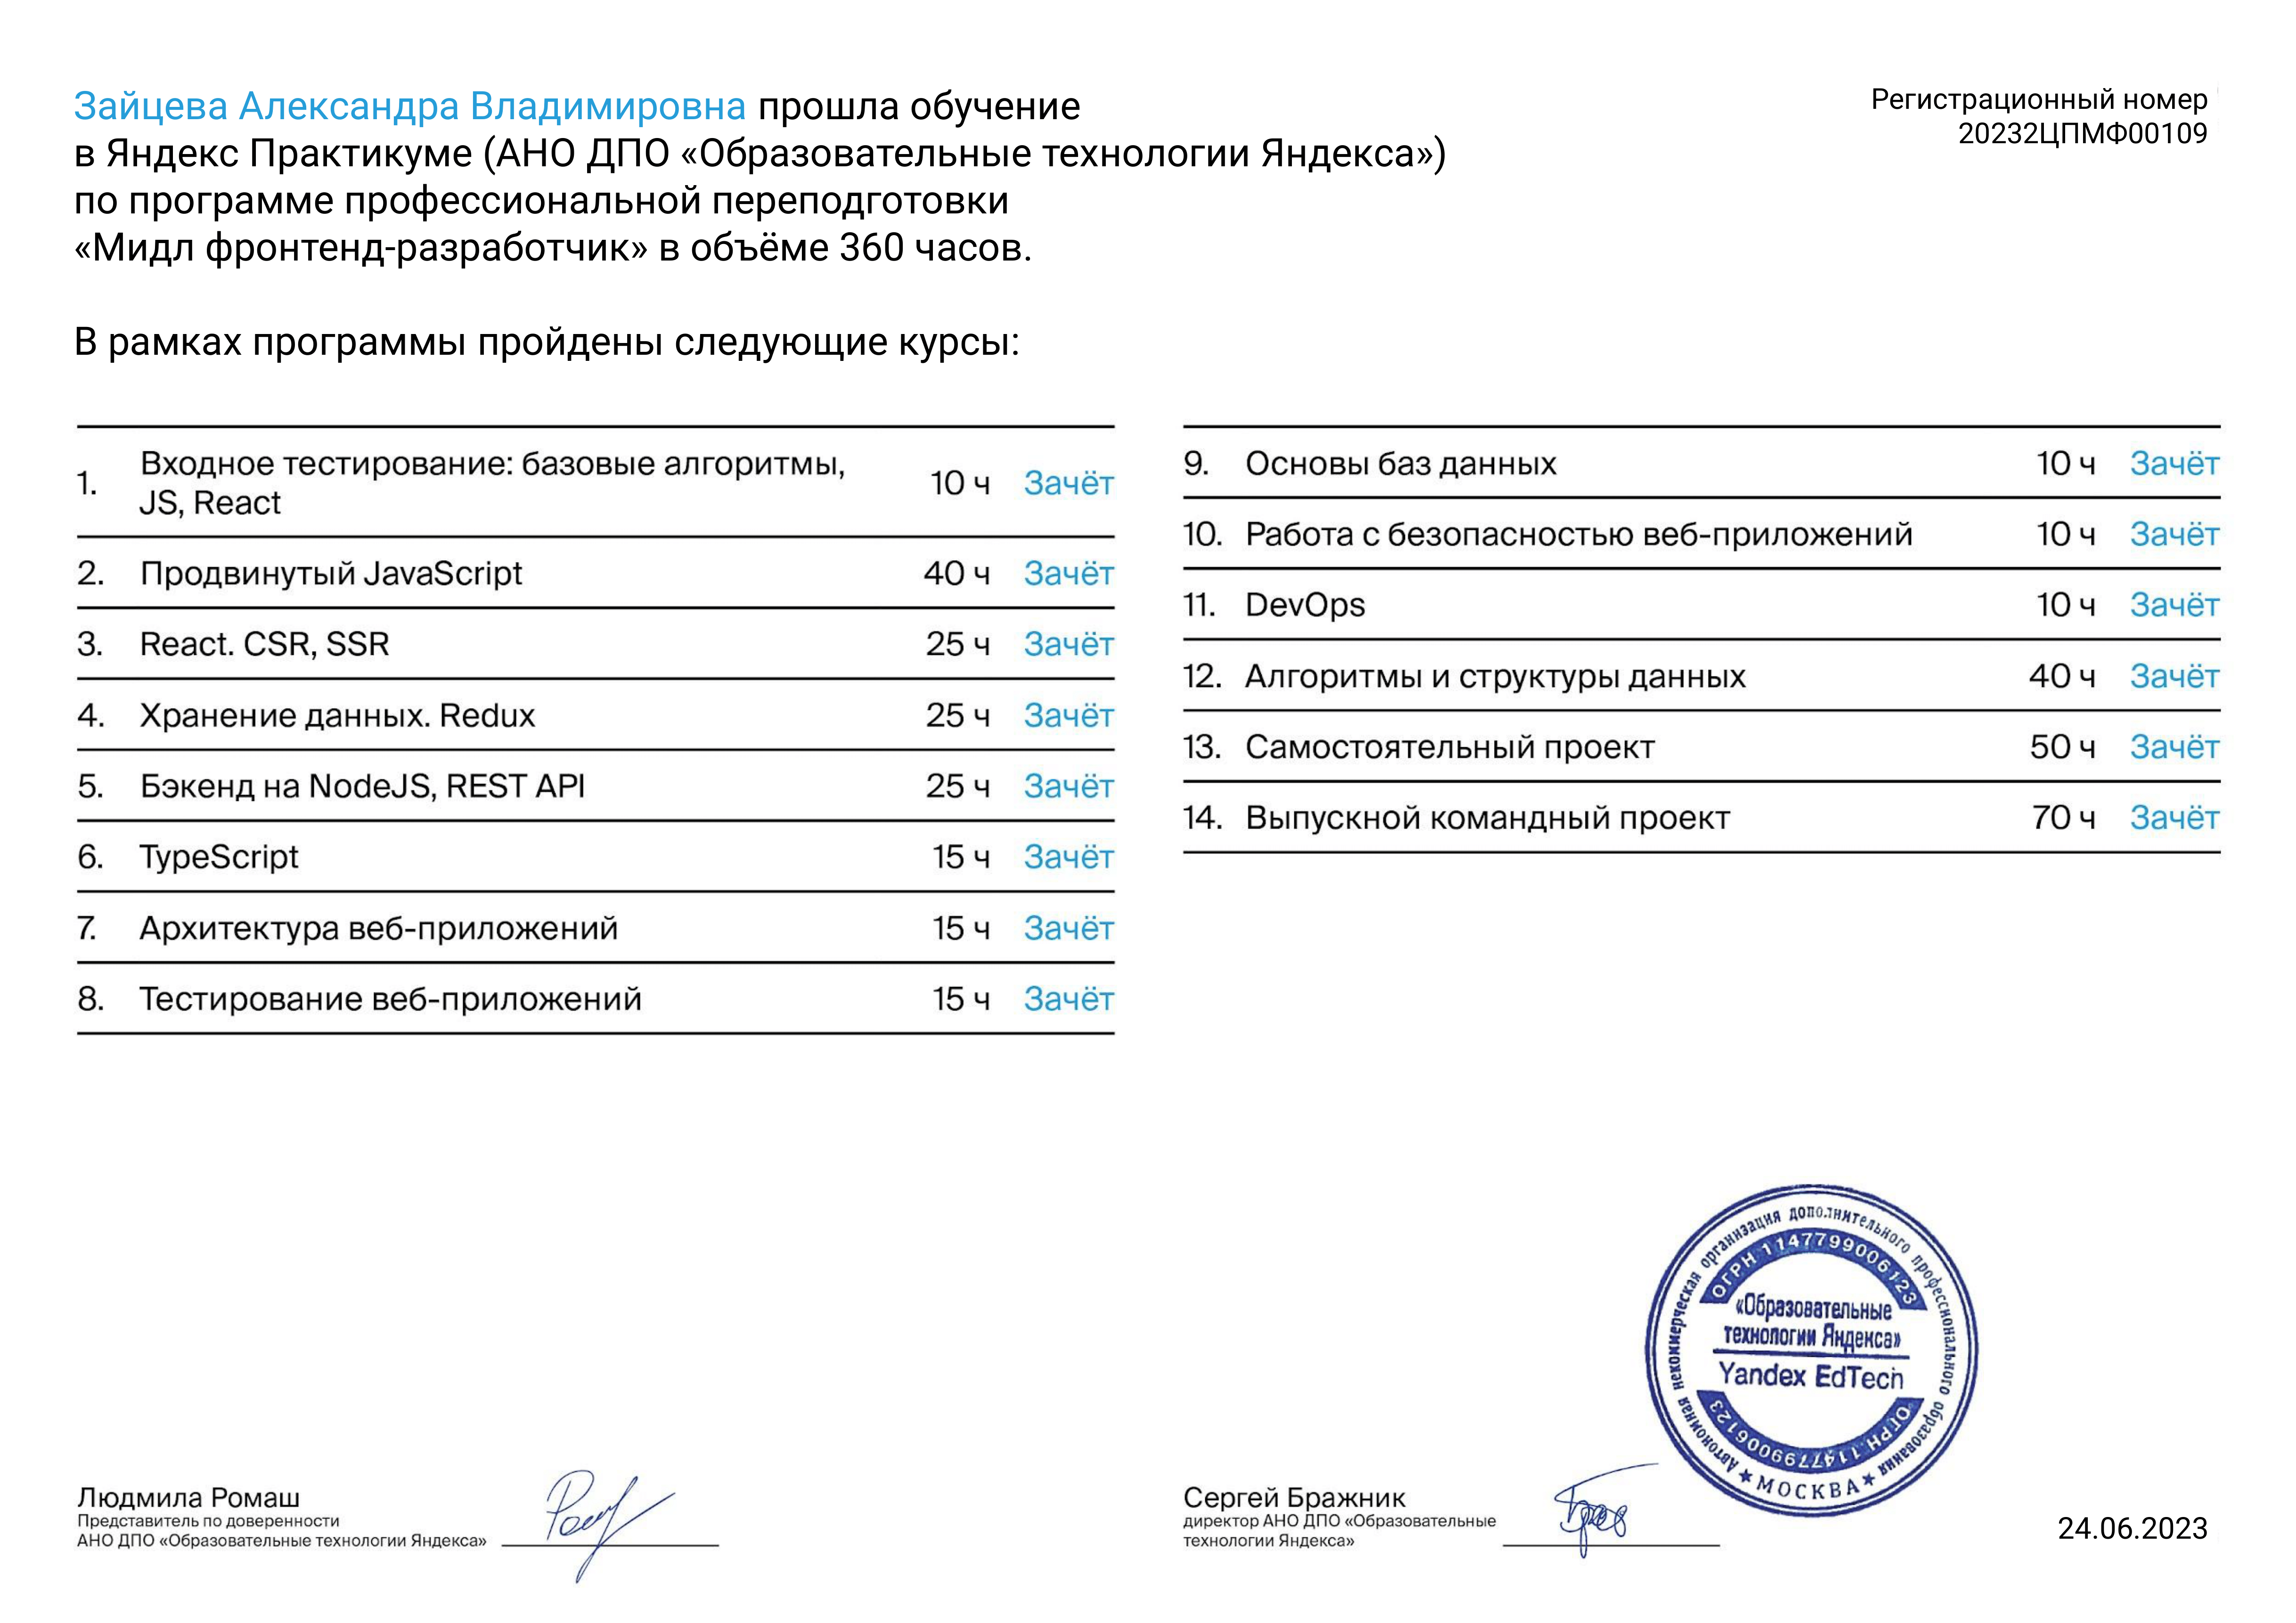 Зайцева Александра Владимировна прошла обучение
в Яндекс Практикуме (АНО ДПО «Образовательные технологии Яндекса»)
по программе профессиональной переподготовки
«Мидл фронтенд-разработчик» в объёме 360 часов.
Регистрационный номер
20232ЦПМФ00109
В рамках программы пройдены следующие курсы:
1. Входное тестирование: базовые алгоритмы,
JS, React 10 ч Зачёт
2. Продвинутый JavaScript 40 ч Зачёт
3. React. CSR, SSR 25 ч Зачёт
4. Хранение данных. Redux 25 ч Зачёт
5. Бэкенд на NodeJS, REST API 25 ч Зачёт
6. TypeScript 15 ч Зачёт
7. Архитектура веб-приложений 15 ч Зачёт
8. Тестирование веб-приложений 15 ч Зачёт
9. Основы баз данных 10 ч Зачёт
10. Работа с безопасностью веб-приложений 10 ч Зачёт
11. DevOps 10 ч Зачёт
12. Алгоритмы и структуры данных 40 ч Зачёт
13. Самостоятельный проект 50 ч Зачёт
14. Выпускной командный проект 70 ч Зачёт
Автономная некоммерческая организация дополнительного профессионального образования
ОГРН 1147799006123
«Образовательные
технологии Яндекса»
Yandex EdTech
ОГРН 1147799006123
★ МОСКВА ★
Людмила Ромаш
Представитель по доверенности
АНО ДПО «Образовательные технологии Яндекса»
Сергей Бражник
директор АНО ДПО «Образовательные
технологии Яндекса»
24.06.2023